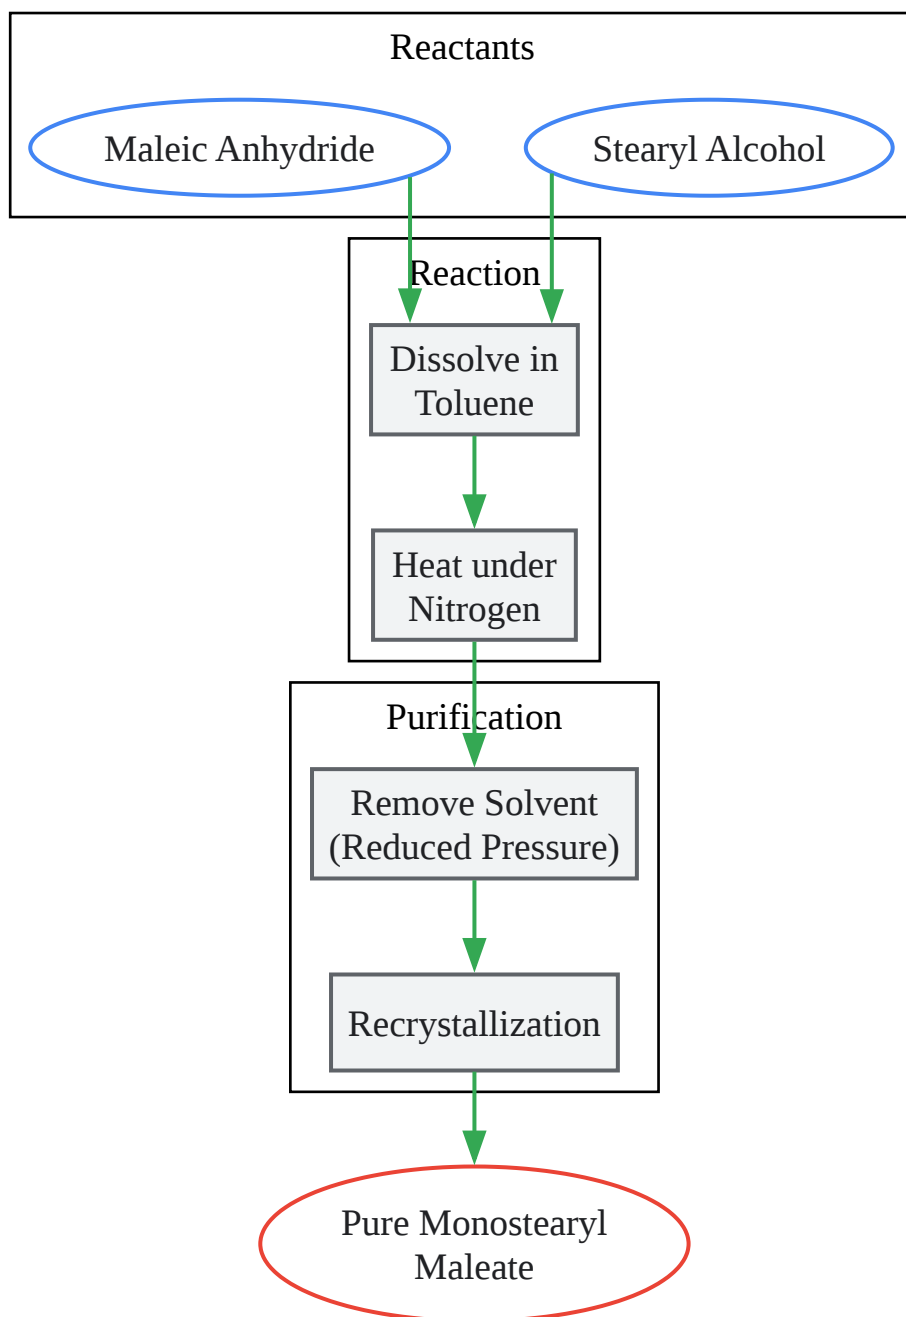 Reactants
Maleic Anhydride
Stearyl Alcohol
Reaction
Dissolve in
Toluene
Heat under
Nitrogen
Purification
Remove Solvent
(Reduced Pressure)
Recrystallization
Pure Monostearyl
Maleate